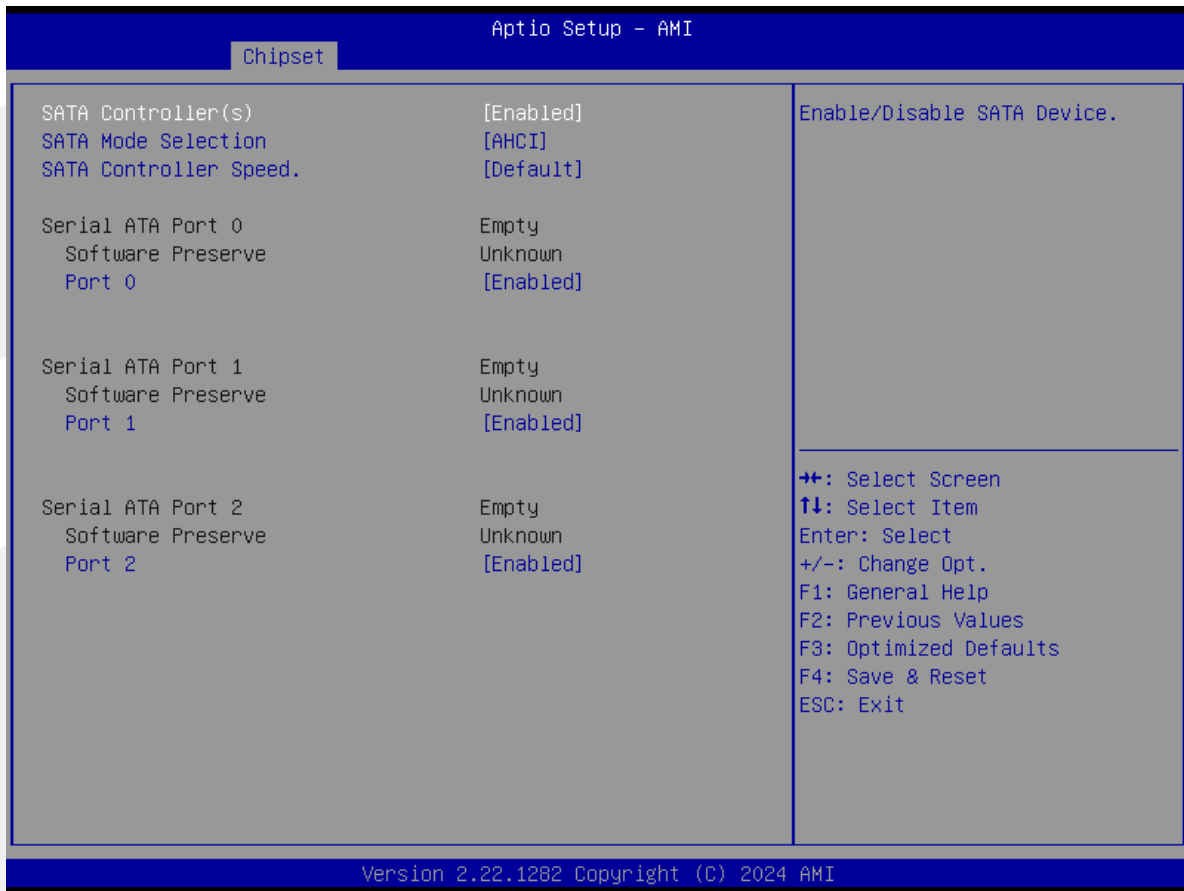 Aptio Setup – AMI
Chipset
SATA Controller(s) [Enabled]
SATA Mode Selection [AHCI]
SATA Controller Speed. [Default]
Serial ATA Port 0 Empty
Software Preserve Unknown
Port 0 [Enabled]
Serial ATA Port 1 Empty
Software Preserve Unknown
Port 1 [Enabled]
Serial ATA Port 2 Empty
Software Preserve Unknown
Port 2 [Enabled]
Enable/Disable SATA Device.
→←: Select Screen
↑↓: Select Item
Enter: Select
+/-: Change Opt.
F1: General Help
F2: Previous Values
F3: Optimized Defaults
F4: Save & Reset
ESC: Exit
Version 2.22.1282 Copyright (C) 2024 AMI